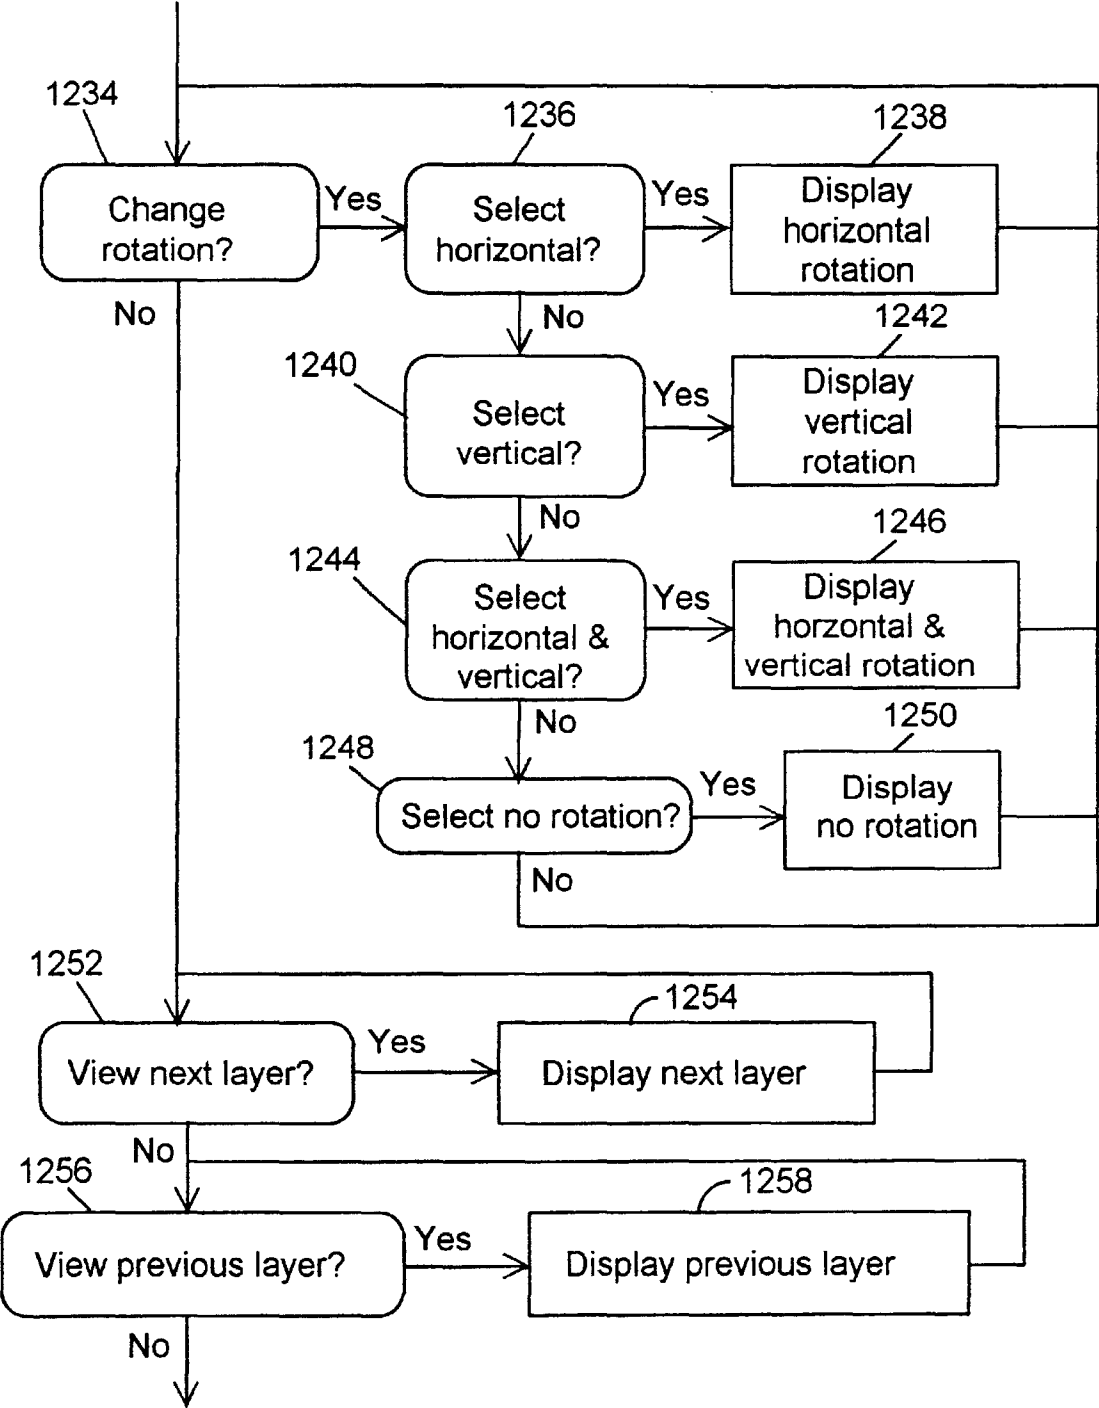 1234
1236
1238
Change
rotation?
Yes
Select
horizontal?
Yes
Display
horizontal
rotation
No
No
1240
1242
Select
vertical?
Yes
Display
vertical
rotation
No
1244
1246
Select
horizontal &
vertical?
Yes
Display
horzontal &
vertical rotation
No
1248
1250
Select no rotation?
Yes
Display
no rotation
No
1252
1254
View next layer?
Yes
Display next layer
No
1256
1258
View previous layer?
Yes
Display previous layer
No